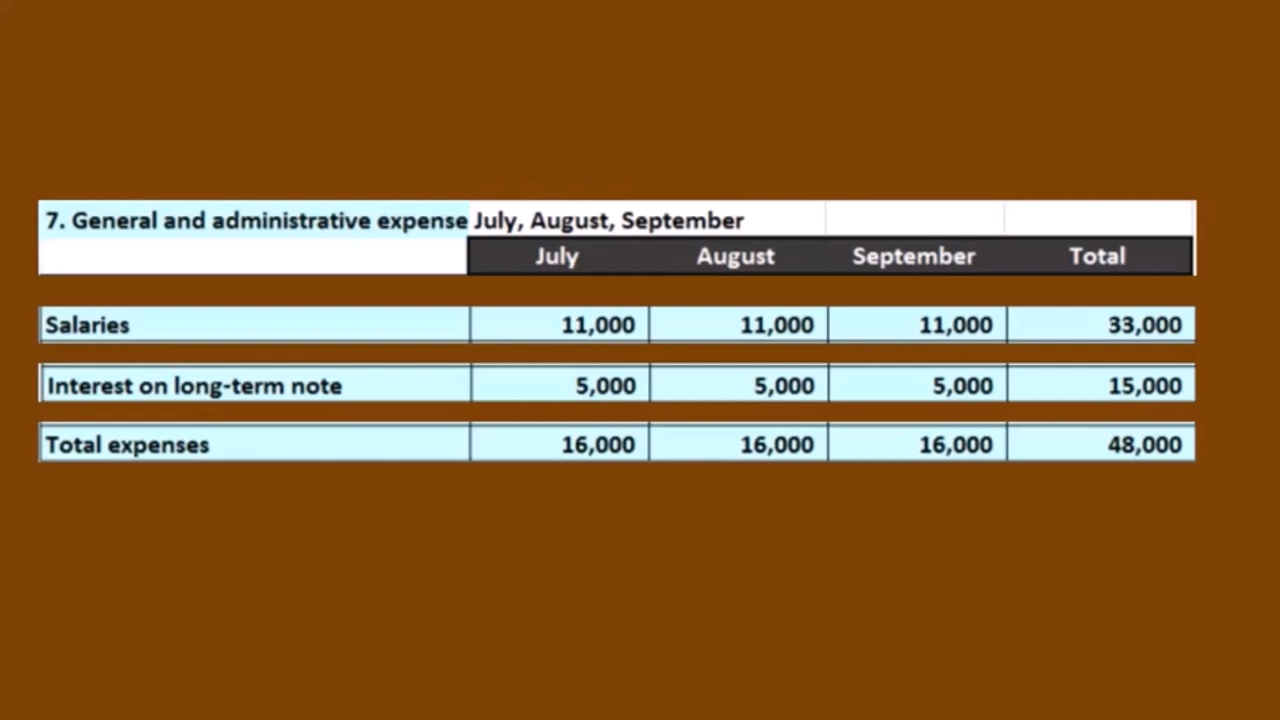 7. General and administrative expense July, August, September
July August September Total
Salaries 11,000 11,000 11,000 33,000
Interest on long-term note 5,000 5,000 5,000 15,000
Total expenses 16,000 16,000 16,000 48,000